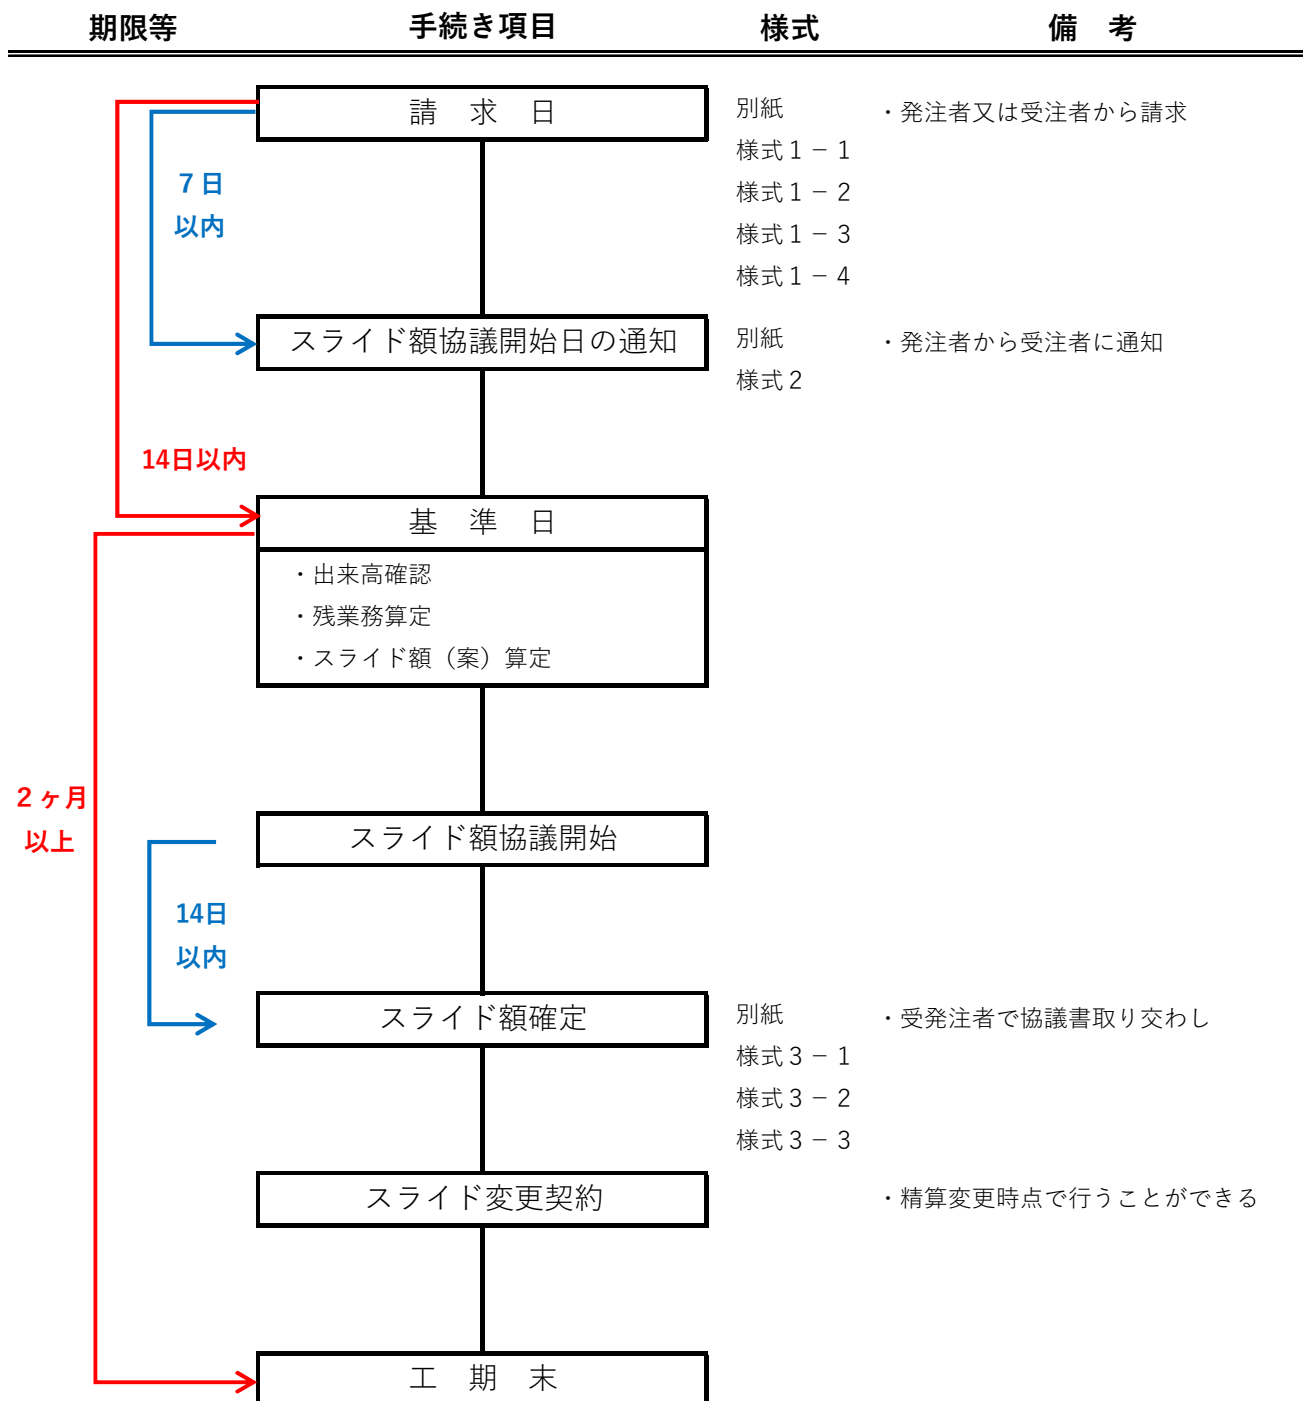 期限等 手続き項目 様式 備　考
請　求　日
別紙
様式１－１
様式１－２
様式１－３
様式１－４
・発注者又は受注者から請求
７日
以内
スライド額協議開始日の通知
別紙
様式２
・発注者から受注者に通知
14日以内
基　準　日
・出来高確認
・残業務算定
・スライド額（案）算定
２ヶ月
以上
スライド額協議開始
14日
以内
スライド額確定
別紙
様式３－１
様式３－２
様式３－３
・受発注者で協議書取り交わし
スライド変更契約
・精算変更時点で行うことができる
工　期　末